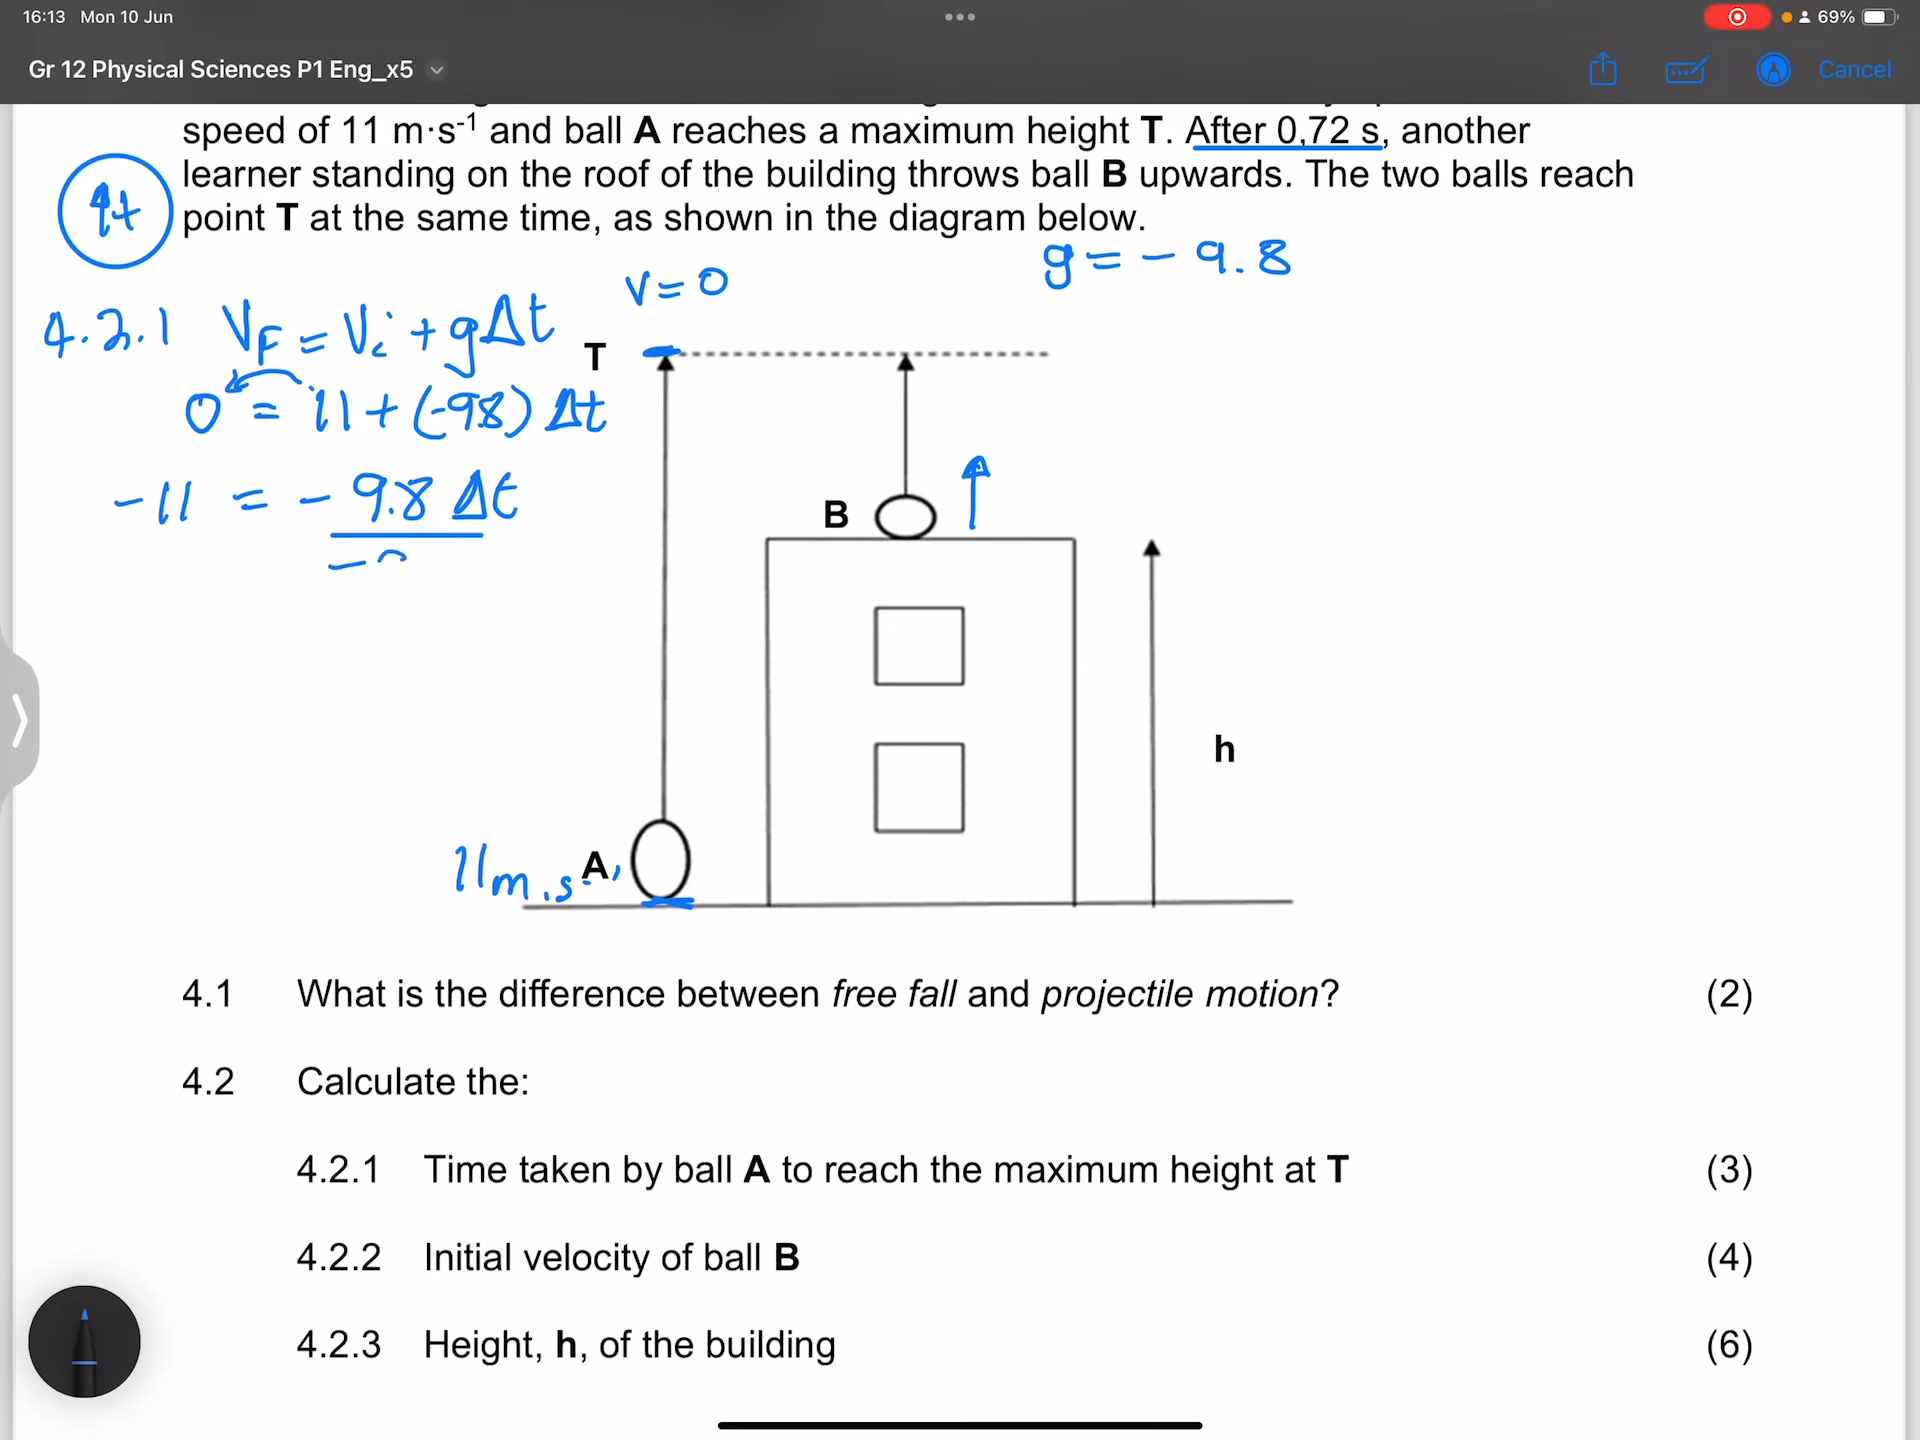 16:13 Mon 10 Jun
69%
Gr 12 Physical Sciences P1 Eng_x5
Cancel
speed of 11 m·s⁻¹ and ball A reaches a maximum height T. After 0,72 s, another
learner standing on the roof of the building throws ball B upwards. The two balls reach
point T at the same time, as shown in the diagram below.
g = - 9.8
v = 0
4.2.1 VF = Vi + gΔt
T
0 = 11 + (-9.8) Δt
-11 = - 9.8 Δt
B
h
11 m.s
A
4.1 What is the difference between free fall and projectile motion? (2)
4.2 Calculate the:
4.2.1 Time taken by ball A to reach the maximum height at T (3)
4.2.2 Initial velocity of ball B (4)
4.2.3 Height, h, of the building (6)